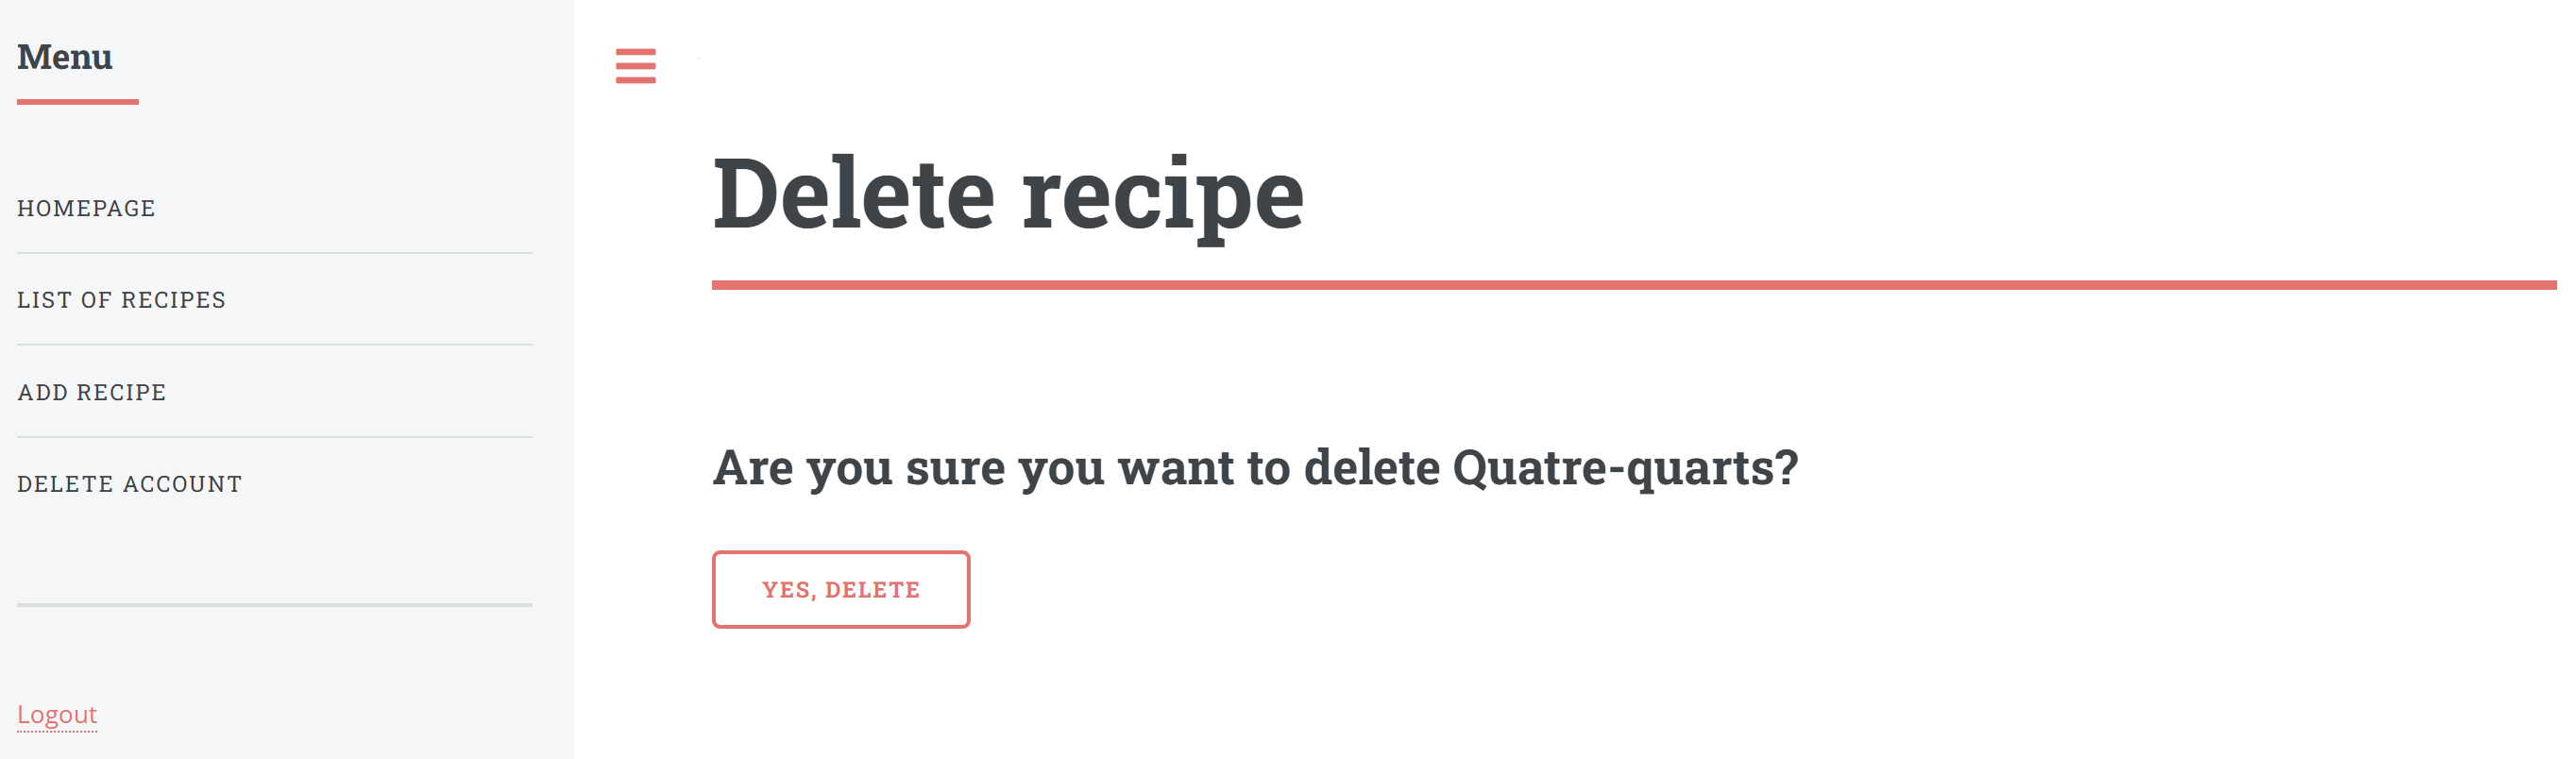 Menu
HOMEPAGE
LIST OF RECIPES
ADD RECIPE
DELETE ACCOUNT
Logout
Delete recipe
Are you sure you want to delete Quatre-quarts?
YES, DELETE